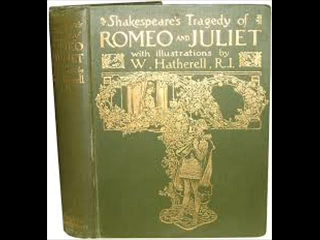 Shakespeare's Tragedy of
ROMEO AND JULIET
with illustrations by
W. Hatherell, R.I.